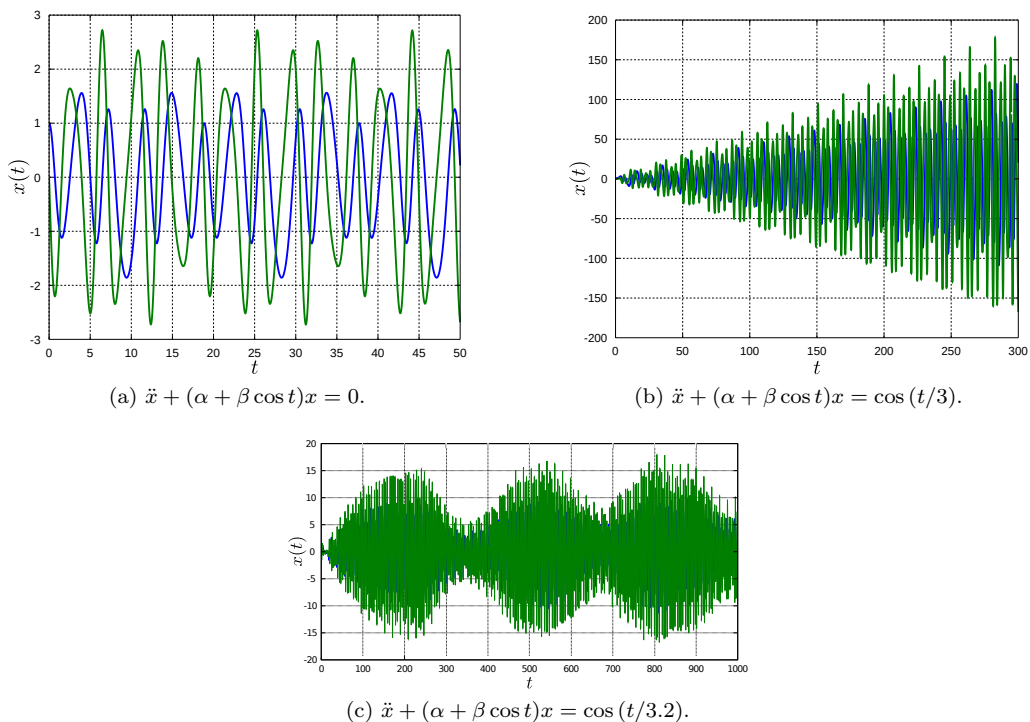 3
2
1
0
-1
-2
-3
x(t)
0 5 10 15 20 25 30 35 40 45 50
t
(a) ẍ + (α + β cos t)x = 0.
200
150
100
50
0
-50
-100
-150
-200
x(t)
0 50 100 150 200 250 300
t
(b) ẍ + (α + β cos t)x = cos (t/3).
20
15
10
5
0
-5
-10
-15
-20
x(t)
0 100 200 300 400 500 600 700 800 900 1000
t
(c) ẍ + (α + β cos t)x = cos (t/3.2).